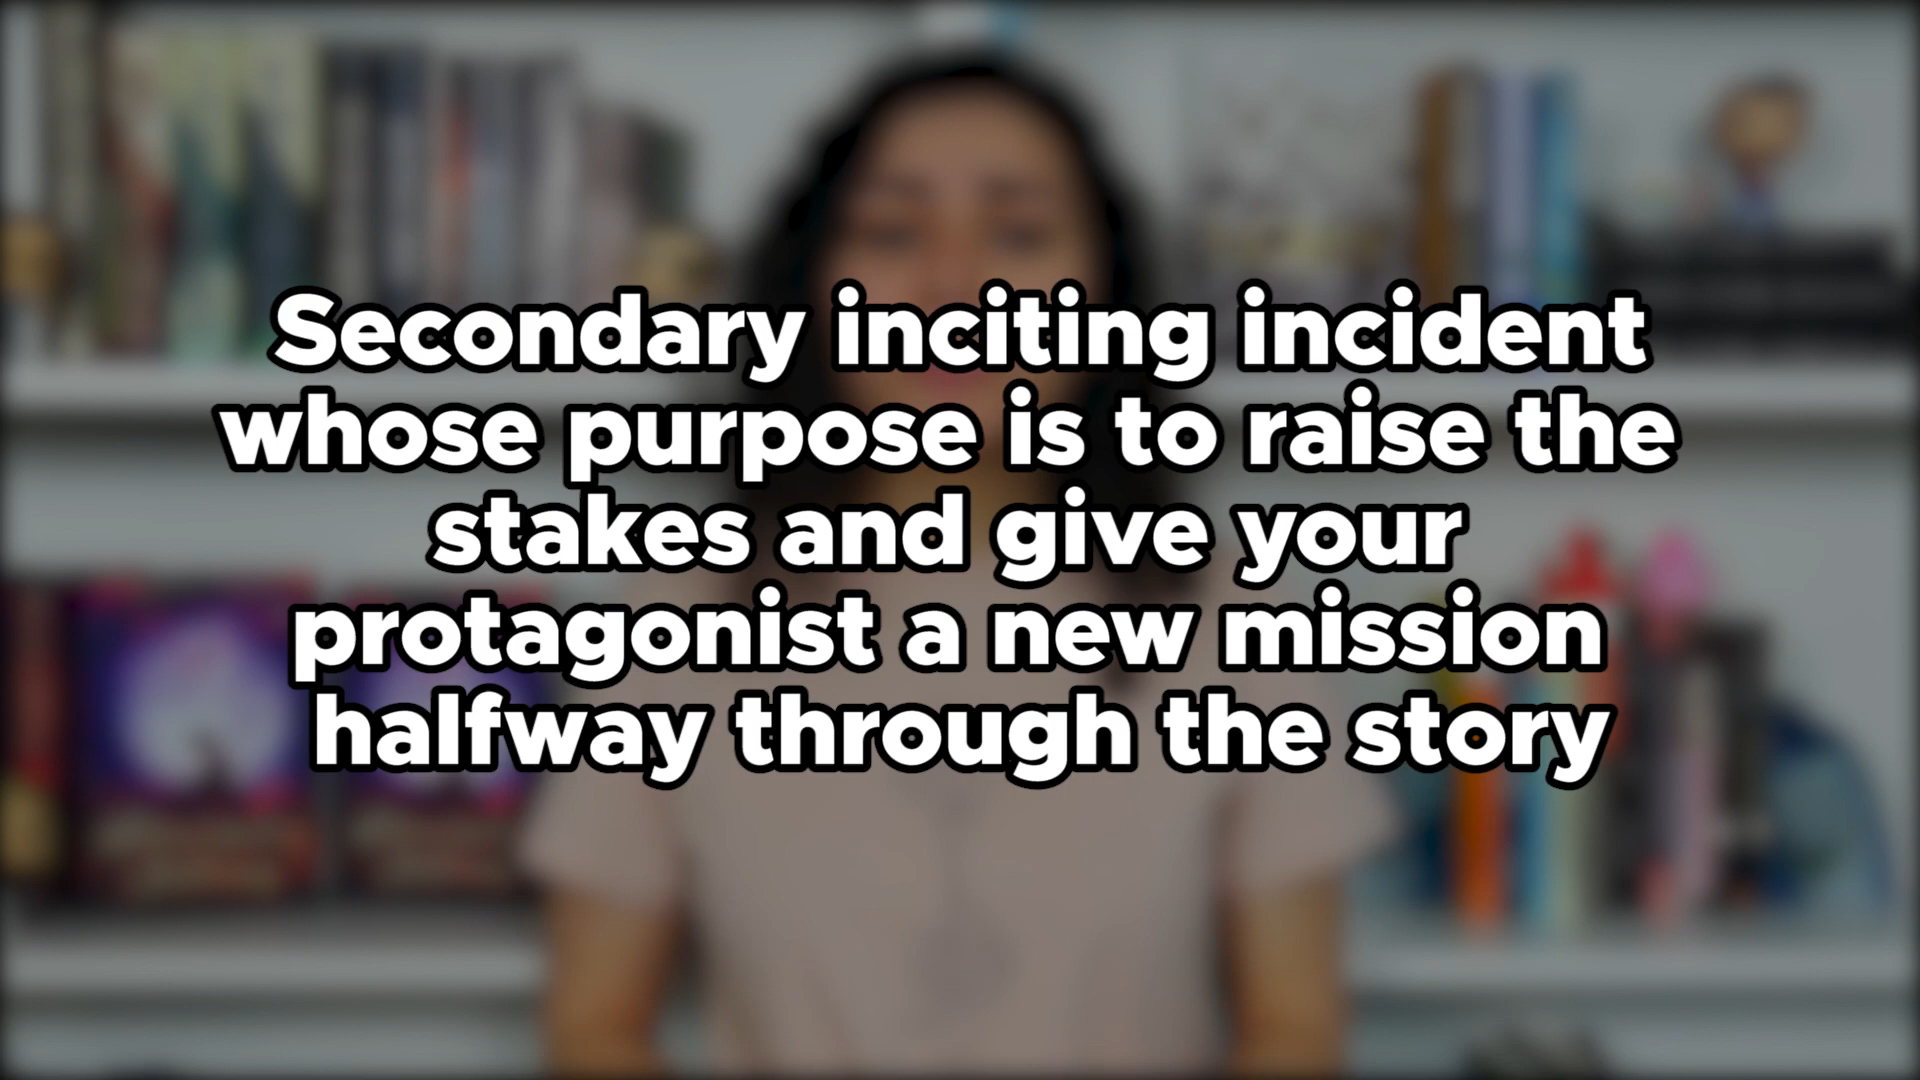 Secondary inciting incident
whose purpose is to raise the
stakes and give your
protagonist a new mission
halfway through the story